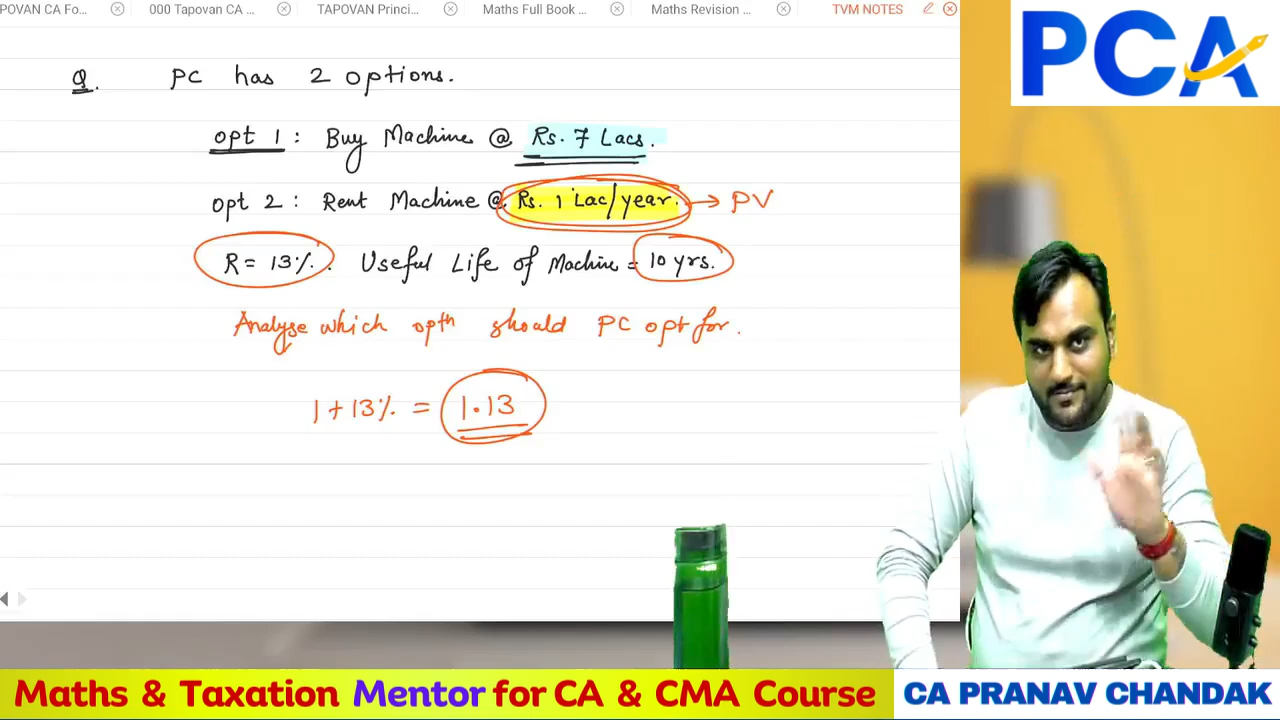 POVAN CA Fo...
000 Tapovan CA ...
TAPOVAN Princi...
Maths Full Book ...
Maths Revision ...
TVM NOTES
PCA
Q. PC has 2 options.
opt 1 : Buy Machine @ Rs. 7 Lacs.
opt 2 : Rent Machine @ Rs. 1 Lac/year. → PV
R = 13%. Useful Life of Machine = 10 yrs.
Analyse which optn should PC opt for.
1 + 13% = 1.13
Maths & Taxation Mentor for CA & CMA Course
CA PRANAV CHANDAK